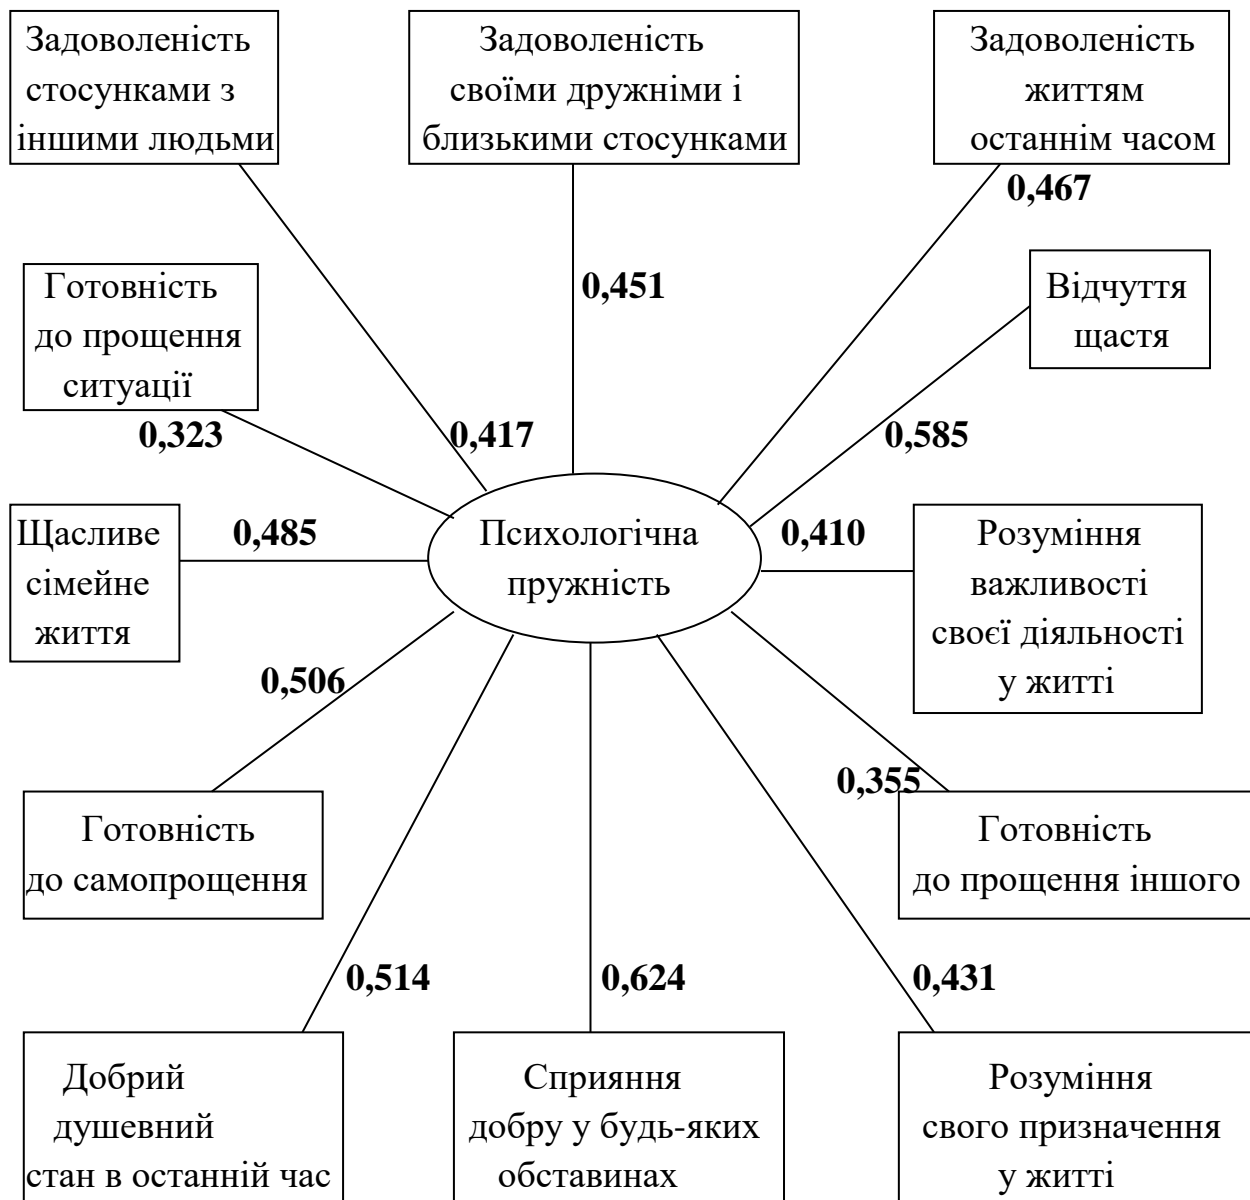 Задоволеність
стосунками з
іншими людьми
Задоволеність
своїми дружніми і
близькими стосунками
Задоволеність
життям
останнім часом
0,467
Готовність
до прощення
ситуації
0,451
Відчуття
щастя
0,323
0,417
0,585
Щасливе
сімейне
життя
0,485
Психологічна
пружність
0,410
Розуміння
важливості
своєї діяльності
у житті
0,506
0,355
Готовність
до самопрощення
Готовність
до прощення іншого
0,514
0,624
0,431
Добрий
душевний
стан в останній час
Сприяння
добру у будь-яких
обставинах
Розуміння
свого призначення
у житті